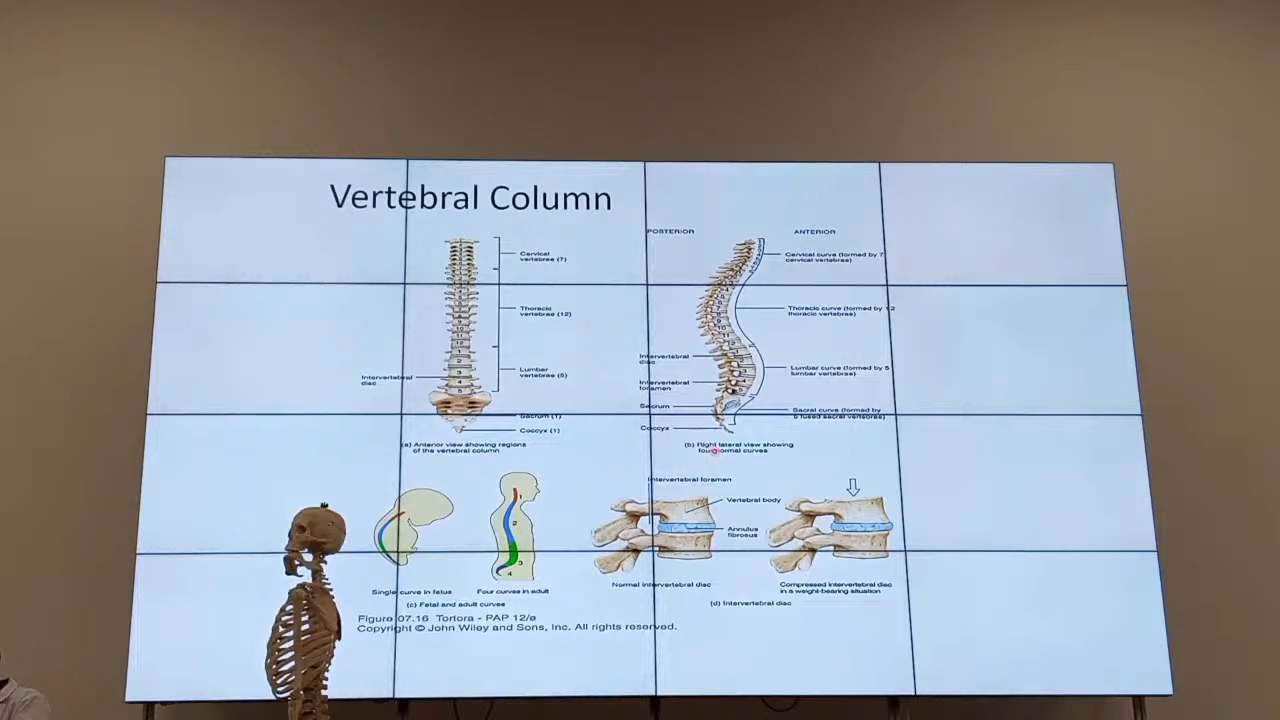 Vertebral Column
POSTERIOR
ANTERIOR
Cervical
vertebrae (7)
Thoracic
vertebrae (12)
Lumbar
vertebrae (5)
Intervertebral
disc
Sacrum (1)
Coccyx (1)
(a) Anterior view showing regions
of the vertebral column
Cervical curve (formed by 7
cervical vertebrae)
Thoracic curve (formed by 12
thoracic vertebrae)
Intervertebral
disc
Lumbar curve (formed by 5
lumbar vertebrae)
Intervertebral
foramen
Sacrum
Sacral curve (formed by
5 fused sacral vertebrae)
Coccyx
(b) Right lateral view showing
four normal curves
1
2
3
4
Single curve in fetus
Four curves in adult
(c) Fetal and adult curves
Intervertebral foramen
Vertebral body
Annulus
fibrosus
Normal intervertebral disc
Compressed intervertebral disc
in a weight-bearing situation
(d) Intervertebral disc
Figure 07.16 Tortora - PAP 12/e
Copyright © John Wiley and Sons, Inc. All rights reserved.